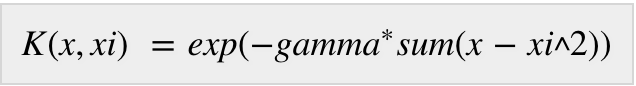 K(x, xi) = exp(−gamma*sum(x − xi^2))